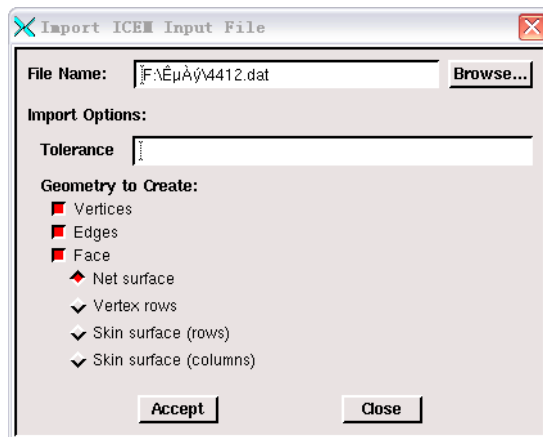 Import ICEM Input File
File Name: F:\ÊµÀý\4412.dat Browse...
Import Options:
Tolerance
Geometry to Create:
Vertices
Edges
Face
Net surface
Vertex rows
Skin surface (rows)
Skin surface (columns)
Accept Close